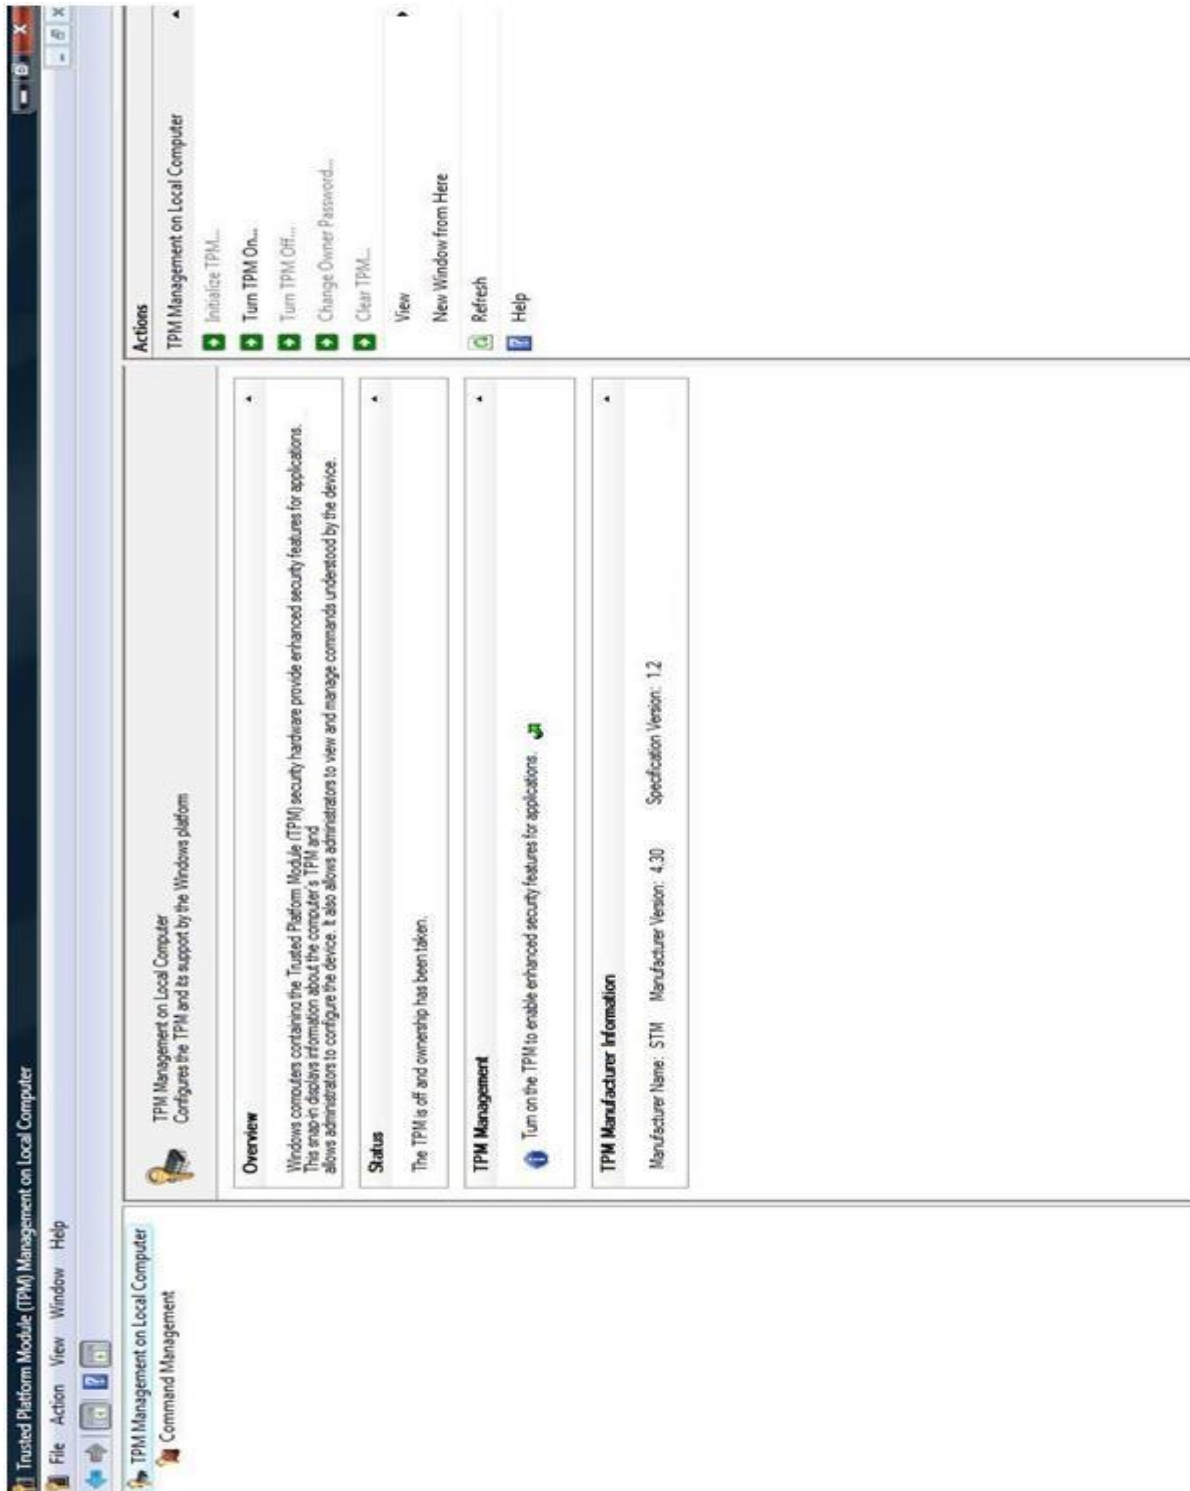 Trusted Platform Module (TPM) Management on Local Computer
File Action View Window Help
TPM Management on Local Computer
Command Management
TPM Management on Local Computer
Configures the TPM and its support by the Windows platform
Overview
Windows computers containing the Trusted Platform Module (TPM) security hardware provide enhanced security features for applications.
This snap-in displays information about the computer's TPM and
allows administrators to configure the device. It also allows administrators to view and manage commands understood by the device.
Status
The TPM is off and ownership has been taken.
TPM Management
Turn on the TPM to enable enhanced security features for applications.
TPM Manufacturer Information
Manufacturer Name: STM Manufacturer Version: 4.30 Specification Version: 1.2
Actions
TPM Management on Local Computer
Initialize TPM...
Turn TPM On...
Turn TPM Off...
Change Owner Password...
Clear TPM...
View
New Window from Here
Refresh
Help